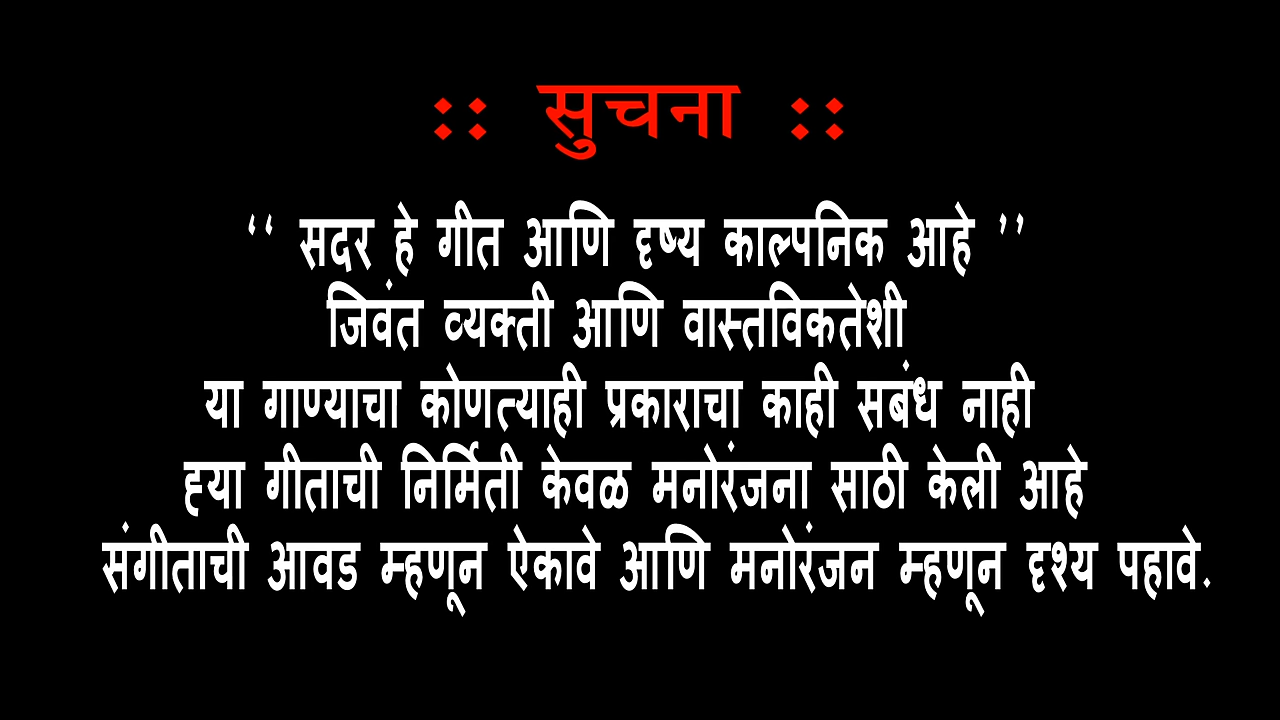 :: सुचना ::
“ सदर हे गीत आणि दृष्य काल्पनिक आहे ”
जिवंत व्यक्ती आणि वास्तविकतेशी
या गाण्याचा कोणत्याही प्रकाराचा काही सबंध नाही
ह्या गीताची निर्मिती केवळ मनोरंजना साठी केली आहे
संगीताची आवड म्हणून ऐकावे आणि मनोरंजन म्हणून दृश्य पहावे.